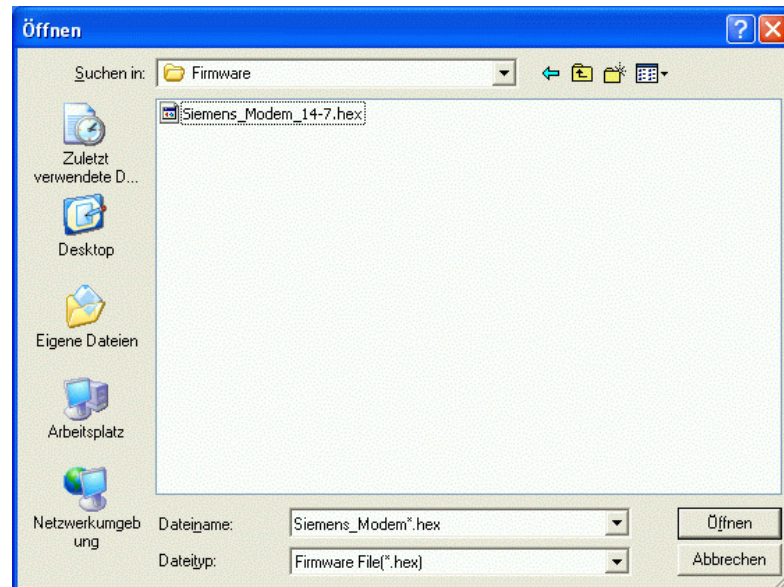 Öffnen
Suchen in: Firmware
Siemens_Modem_14-7.hex
Zuletzt
verwendete D...
Desktop
Eigene Dateien
Arbeitsplatz
Netzwerkumgeb
ung
Dateiname: Siemens_Modem*.hex Öffnen
Dateityp: Firmware File(*.hex) Abbrechen